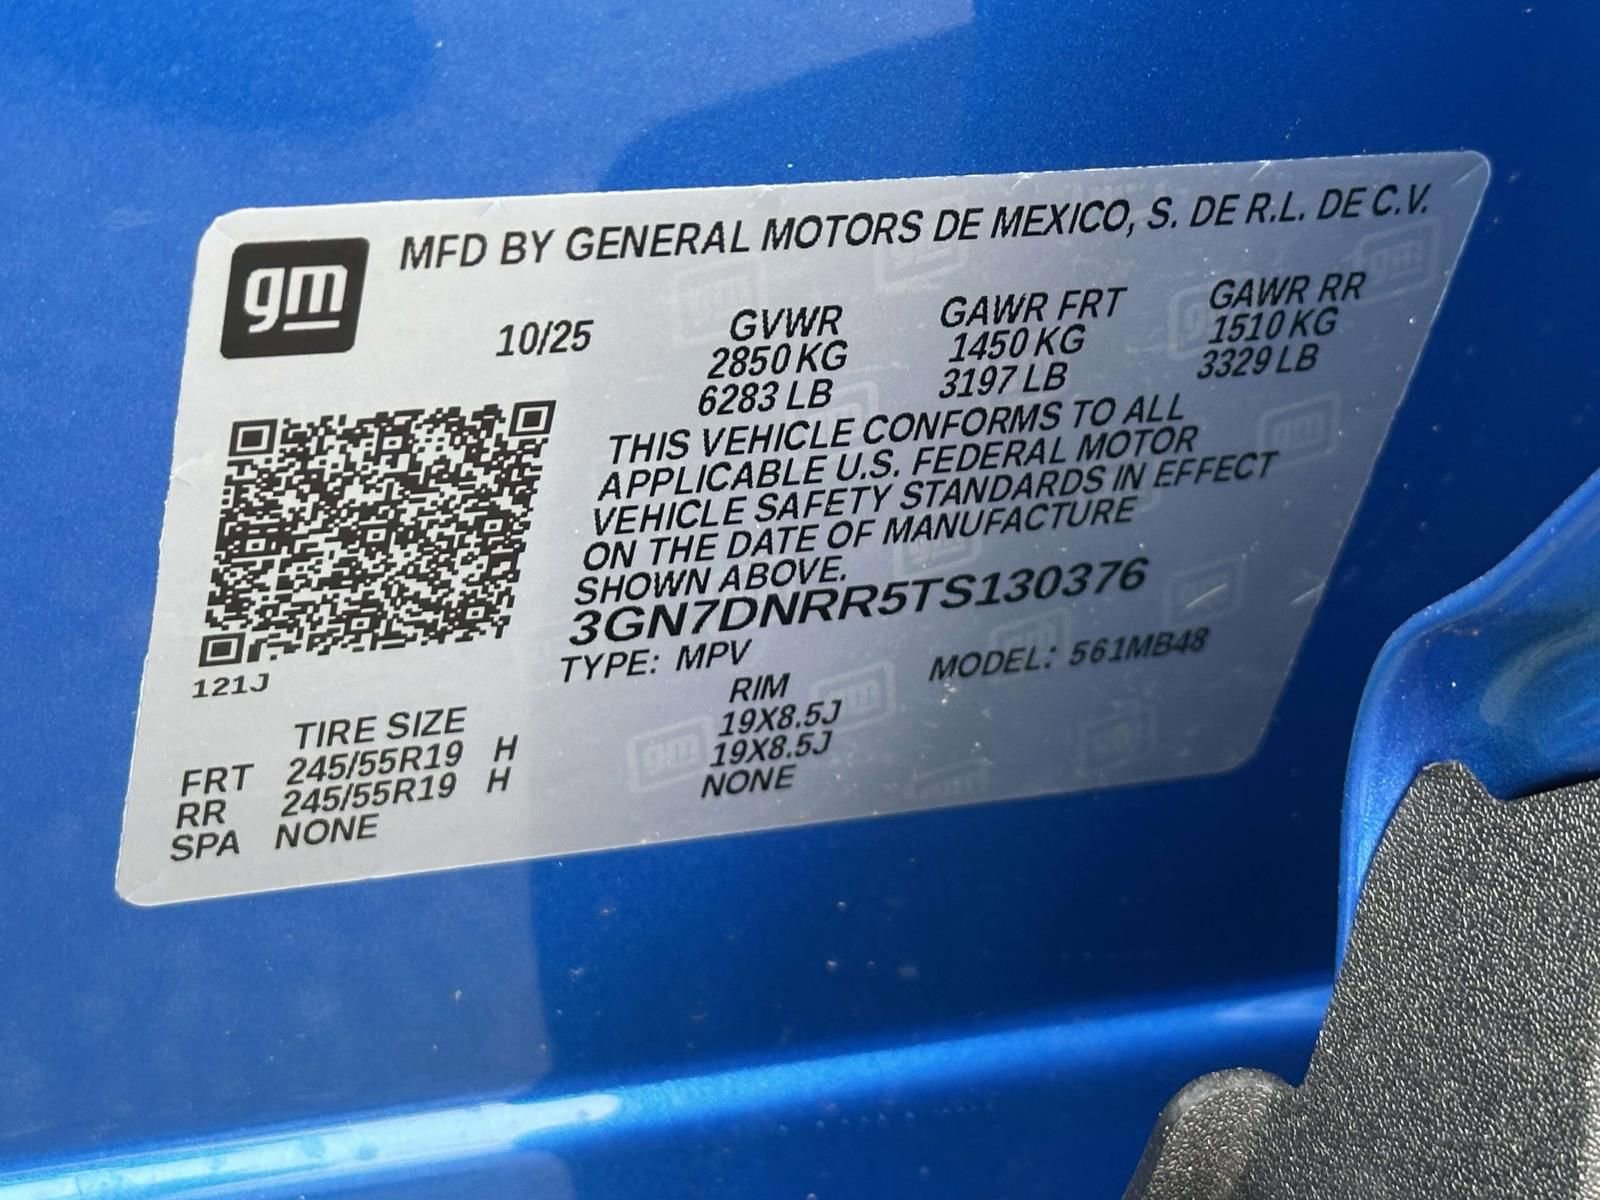 gm
MFD BY GENERAL MOTORS DE MEXICO, S. DE R.L. DE C.V.
10/25 GVWR GAWR FRT GAWR RR
2850 KG 1450 KG 1510 KG
6283 LB 3197 LB 3329 LB
THIS VEHICLE CONFORMS TO ALL
APPLICABLE U.S. FEDERAL MOTOR
VEHICLE SAFETY STANDARDS IN EFFECT
ON THE DATE OF MANUFACTURE
SHOWN ABOVE.
3GN7DNRR5TS130376
TYPE: MPV MODEL: 561MB48
121J
TIRE SIZE RIM
FRT 245/55R19 H 19X8.5J
RR 245/55R19 H 19X8.5J
SPA NONE NONE